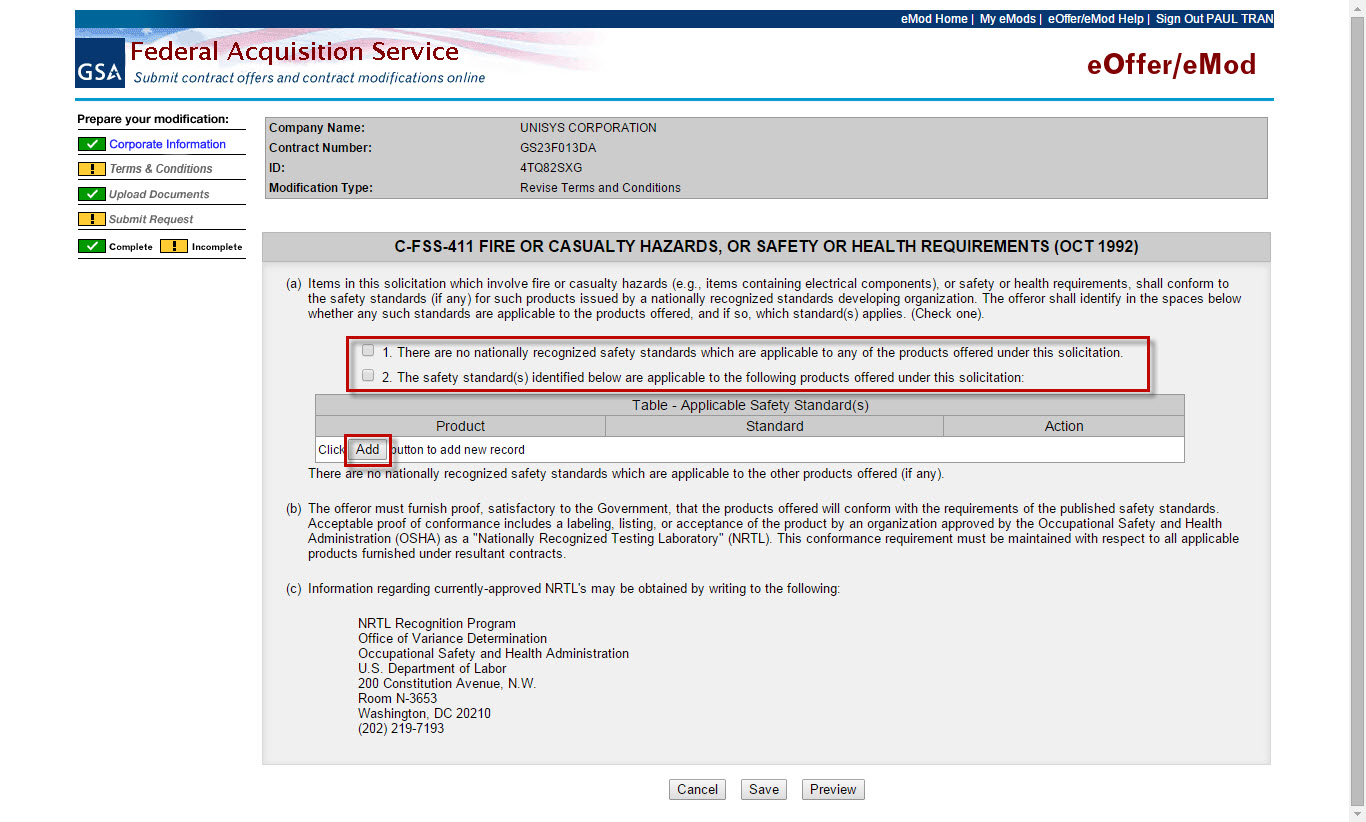 eMod Home | My eMods | eOffer/eMod Help | Sign Out PAUL TRAN
GSA
Federal Acquisition Service
Submit contract offers and contract modifications online
eOffer/eMod
Prepare your modification:
Corporate Information
! Terms & Conditions
Upload Documents
! Submit Request
Complete ! Incomplete
Company Name: UNISYS CORPORATION
Contract Number: GS23F013DA
ID: 4TQ82SXG
Modification Type: Revise Terms and Conditions
C-FSS-411 FIRE OR CASUALTY HAZARDS, OR SAFETY OR HEALTH REQUIREMENTS (OCT 1992)
(a) Items in this solicitation which involve fire or casualty hazards (e.g., items containing electrical components), or safety or health requirements, shall conform to
the safety standards (if any) for such products issued by a nationally recognized standards developing organization. The offeror shall identify in the spaces below
whether any such standards are applicable to the products offered, and if so, which standard(s) applies. (Check one).
1. There are no nationally recognized safety standards which are applicable to any of the products offered under this solicitation.
2. The safety standard(s) identified below are applicable to the following products offered under this solicitation:
Table - Applicable Safety Standard(s)
Product Standard Action
Click Add button to add new record
There are no nationally recognized safety standards which are applicable to the other products offered (if any).
(b) The offeror must furnish proof, satisfactory to the Government, that the products offered will conform with the requirements of the published safety standards.
Acceptable proof of conformance includes a labeling, listing, or acceptance of the product by an organization approved by the Occupational Safety and Health
Administration (OSHA) as a "Nationally Recognized Testing Laboratory" (NRTL). This conformance requirement must be maintained with respect to all applicable
products furnished under resultant contracts.
(c) Information regarding currently-approved NRTL's may be obtained by writing to the following:
NRTL Recognition Program
Office of Variance Determination
Occupational Safety and Health Administration
U.S. Department of Labor
200 Constitution Avenue, N.W.
Room N-3653
Washington, DC 20210
(202) 219-7193
Cancel Save Preview